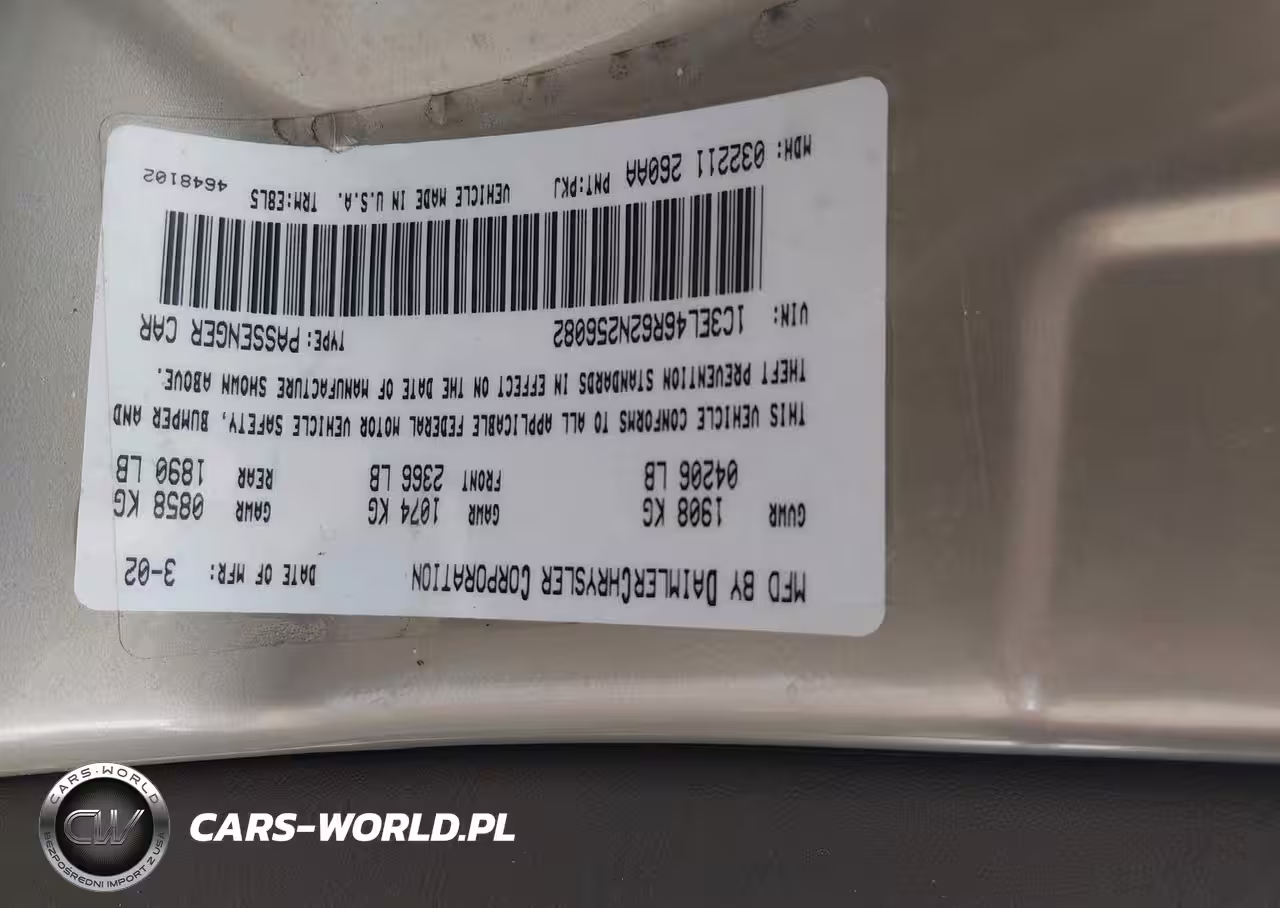 MFD BY DAIMLERCHRYSLER CORPORATION DATE OF MFR: 3-02
GVWR 1908 KG GAWR 1074 KG GAWR 0858 KG
04206 LB FRONT 2366 LB REAR 1890 LB
THIS VEHICLE CONFORMS TO ALL APPLICABLE FEDERAL MOTOR VEHICLE SAFETY, BUMPER AND
THEFT PREVENTION STANDARDS IN EFFECT ON THE DATE OF MANUFACTURE SHOWN ABOVE.
VIN: 1C3EL46R62N256082 TYPE: PASSENGER CAR
MDH: 032211 260AA PNT:PKJ VEHICLE MADE IN U.S.A. TRM:E8L5 4648102
CARS-WORLD
CW
BEZPOŚREDNI IMPORT Z USA
CARS-WORLD.PL